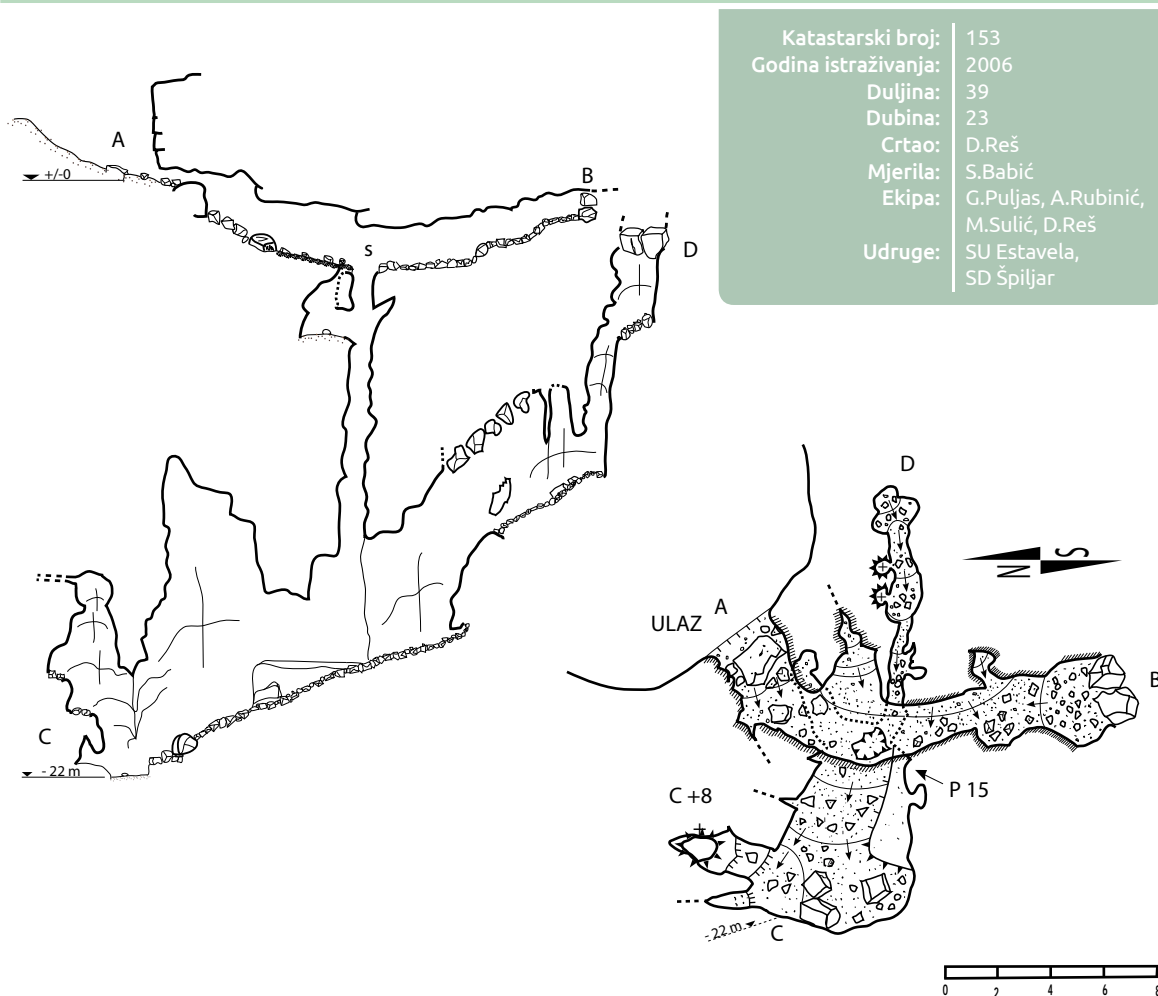 Katastarski broj: 153
Godina istraživanja: 2006
Duljina: 39
Dubina: 23
Crtao: D.Reš
Mjerila: S.Babić
Ekipa: G.Puljas, A.Rubinić,
M.Sulić, D.Reš
Udruge: SU Estavela,
SD Špiljar
A
+/-0
B
s
D
C
- 22 m
D
N S
A
ULAZ
B
P 15
C +8
-22 m
C
0 2 4 6 8